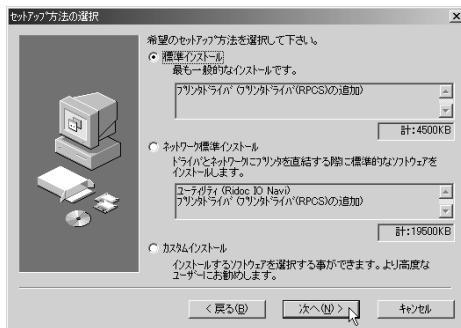 セットアップ方法の選択
希望のセットアップ方法を選択して下さい。
標準インストール
最も一般的なインストールです。
プリンタドライバ (プリンタドライバ(RPCS)の追加)
計:4500KB
ネットワーク標準インストール
ドライバとネットワークにプリンタを直結する際に標準的なソフトウェアを
インストールします。
ユーティリティ (Ridoc IO Navi)
プリンタドライバ (プリンタドライバ(RPCS)の追加)
計:19500KB
カスタムインストール
インストールするソフトウェアを選択する事ができます。より高度な
ユーザーにお勧めします。
< 戻る(B) 次へ(N) > キャンセル